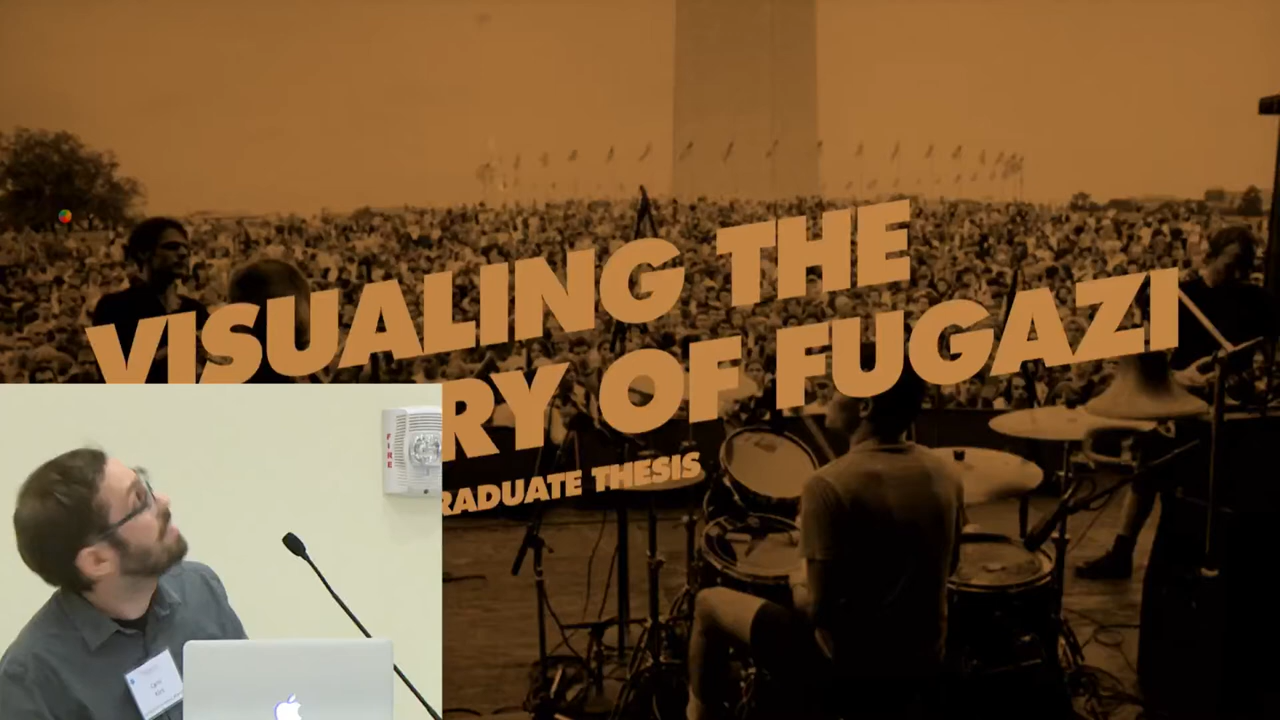 VISUALING THE
RY OF FUGAZI
RADUATE THESIS
FIRE